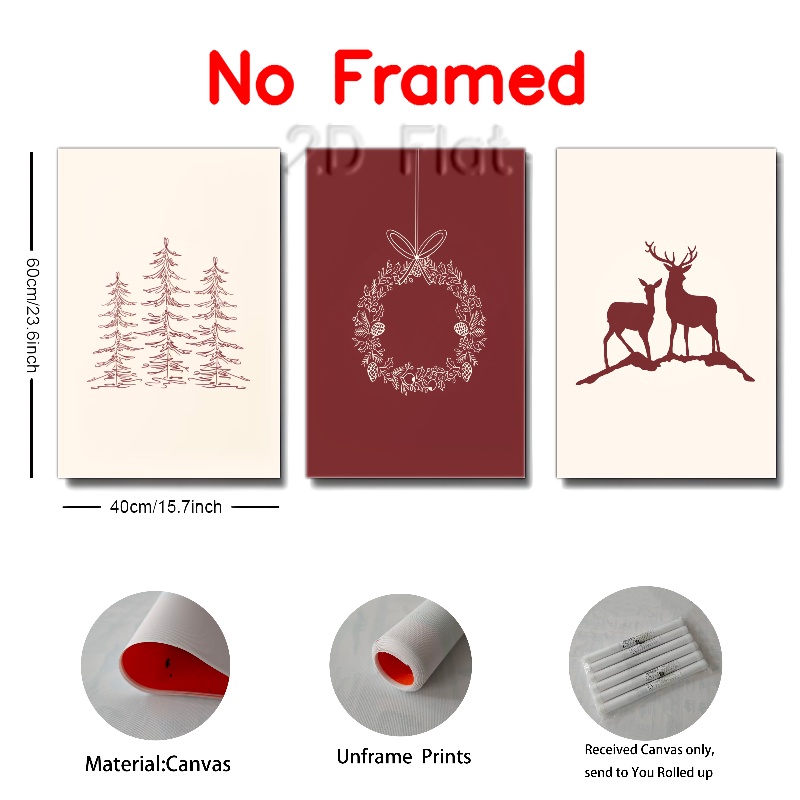 No Framed
2D Flat
60cm/23.6inch
40cm/15.7inch
Material:Canvas
Unframe Prints
Received Canvas only,
send to You Rolled up